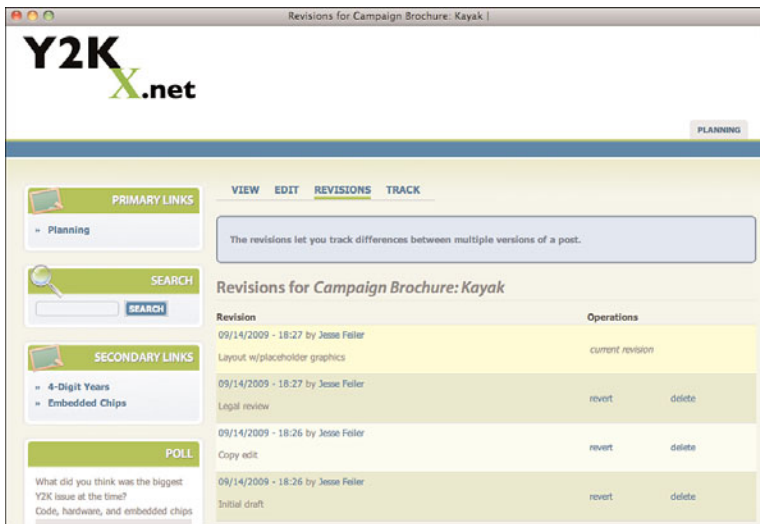 Revisions for Campaign Brochure: Kayak |
Y2K
X.net
PLANNING
PRIMARY LINKS
» Planning
SEARCH
SEARCH
SECONDARY LINKS
» 4-Digit Years
» Embedded Chips
POLL
What did you think was the biggest
Y2K issue at the time?
Code, hardware, and embedded chips
VIEW EDIT REVISIONS TRACK
The revisions let you track differences between multiple versions of a post.
Revisions for Campaign Brochure: Kayak
Revision Operations
09/14/2009 - 18:27 by Jesse Feiler
Layout w/placeholder graphics
current revision
09/14/2009 - 18:27 by Jesse Feiler
Legal review
revert delete
09/14/2009 - 18:26 by Jesse Feiler
Copy edit
revert delete
09/14/2009 - 18:26 by Jesse Feiler
Initial draft
revert delete